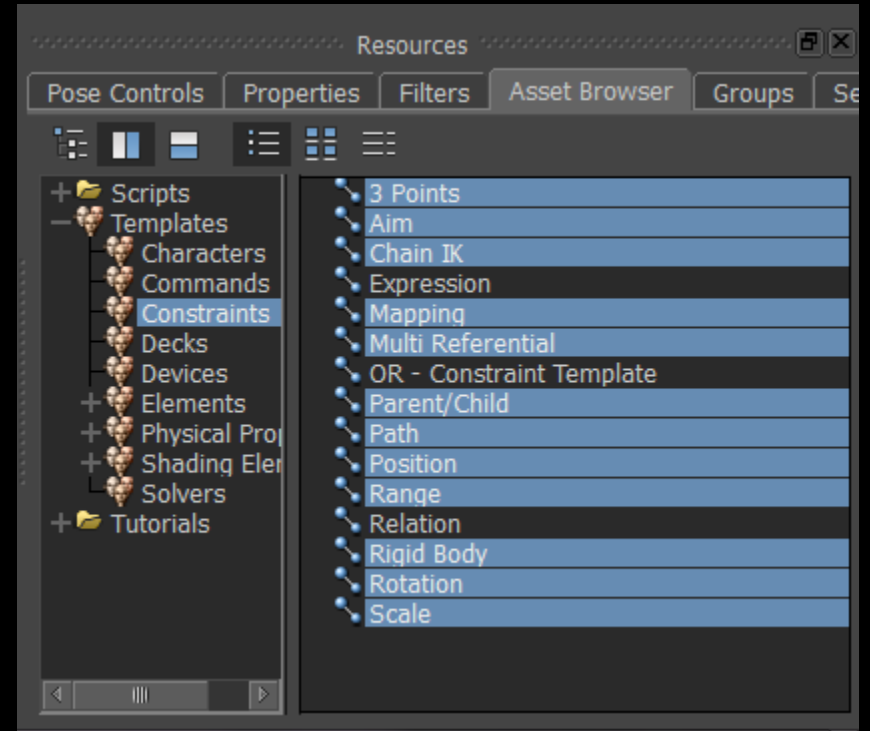 Resources
Pose Controls Properties Filters Asset Browser Groups Se
Scripts
Templates
Characters
Commands
Constraints
Decks
Devices
Elements
Physical Pro
Shading Eler
Solvers
Tutorials
3 Points
Aim
Chain IK
Expression
Mapping
Multi Referential
OR - Constraint Template
Parent/Child
Path
Position
Range
Relation
Rigid Body
Rotation
Scale